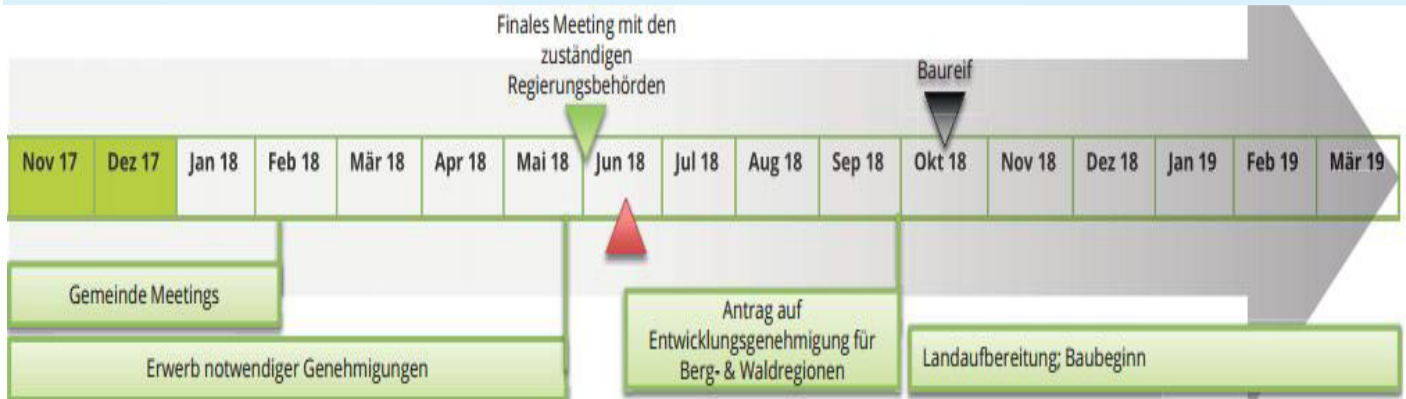 Finales Meeting mit den
zuständigen
Regierungsbehörden
Baureif
Nov 17 Dez 17 Jan 18 Feb 18 Mär 18 Apr 18 Mai 18 Jun 18 Jul 18 Aug 18 Sep 18 Okt 18 Nov 18 Dez 18 Jan 19 Feb 19 Mär 19
Gemeinde Meetings
Erwerb notwendiger Genehmigungen
Antrag auf
Entwicklungsgenehmigung für
Berg- & Waldregionen
Landaufbereitung; Baubeginn